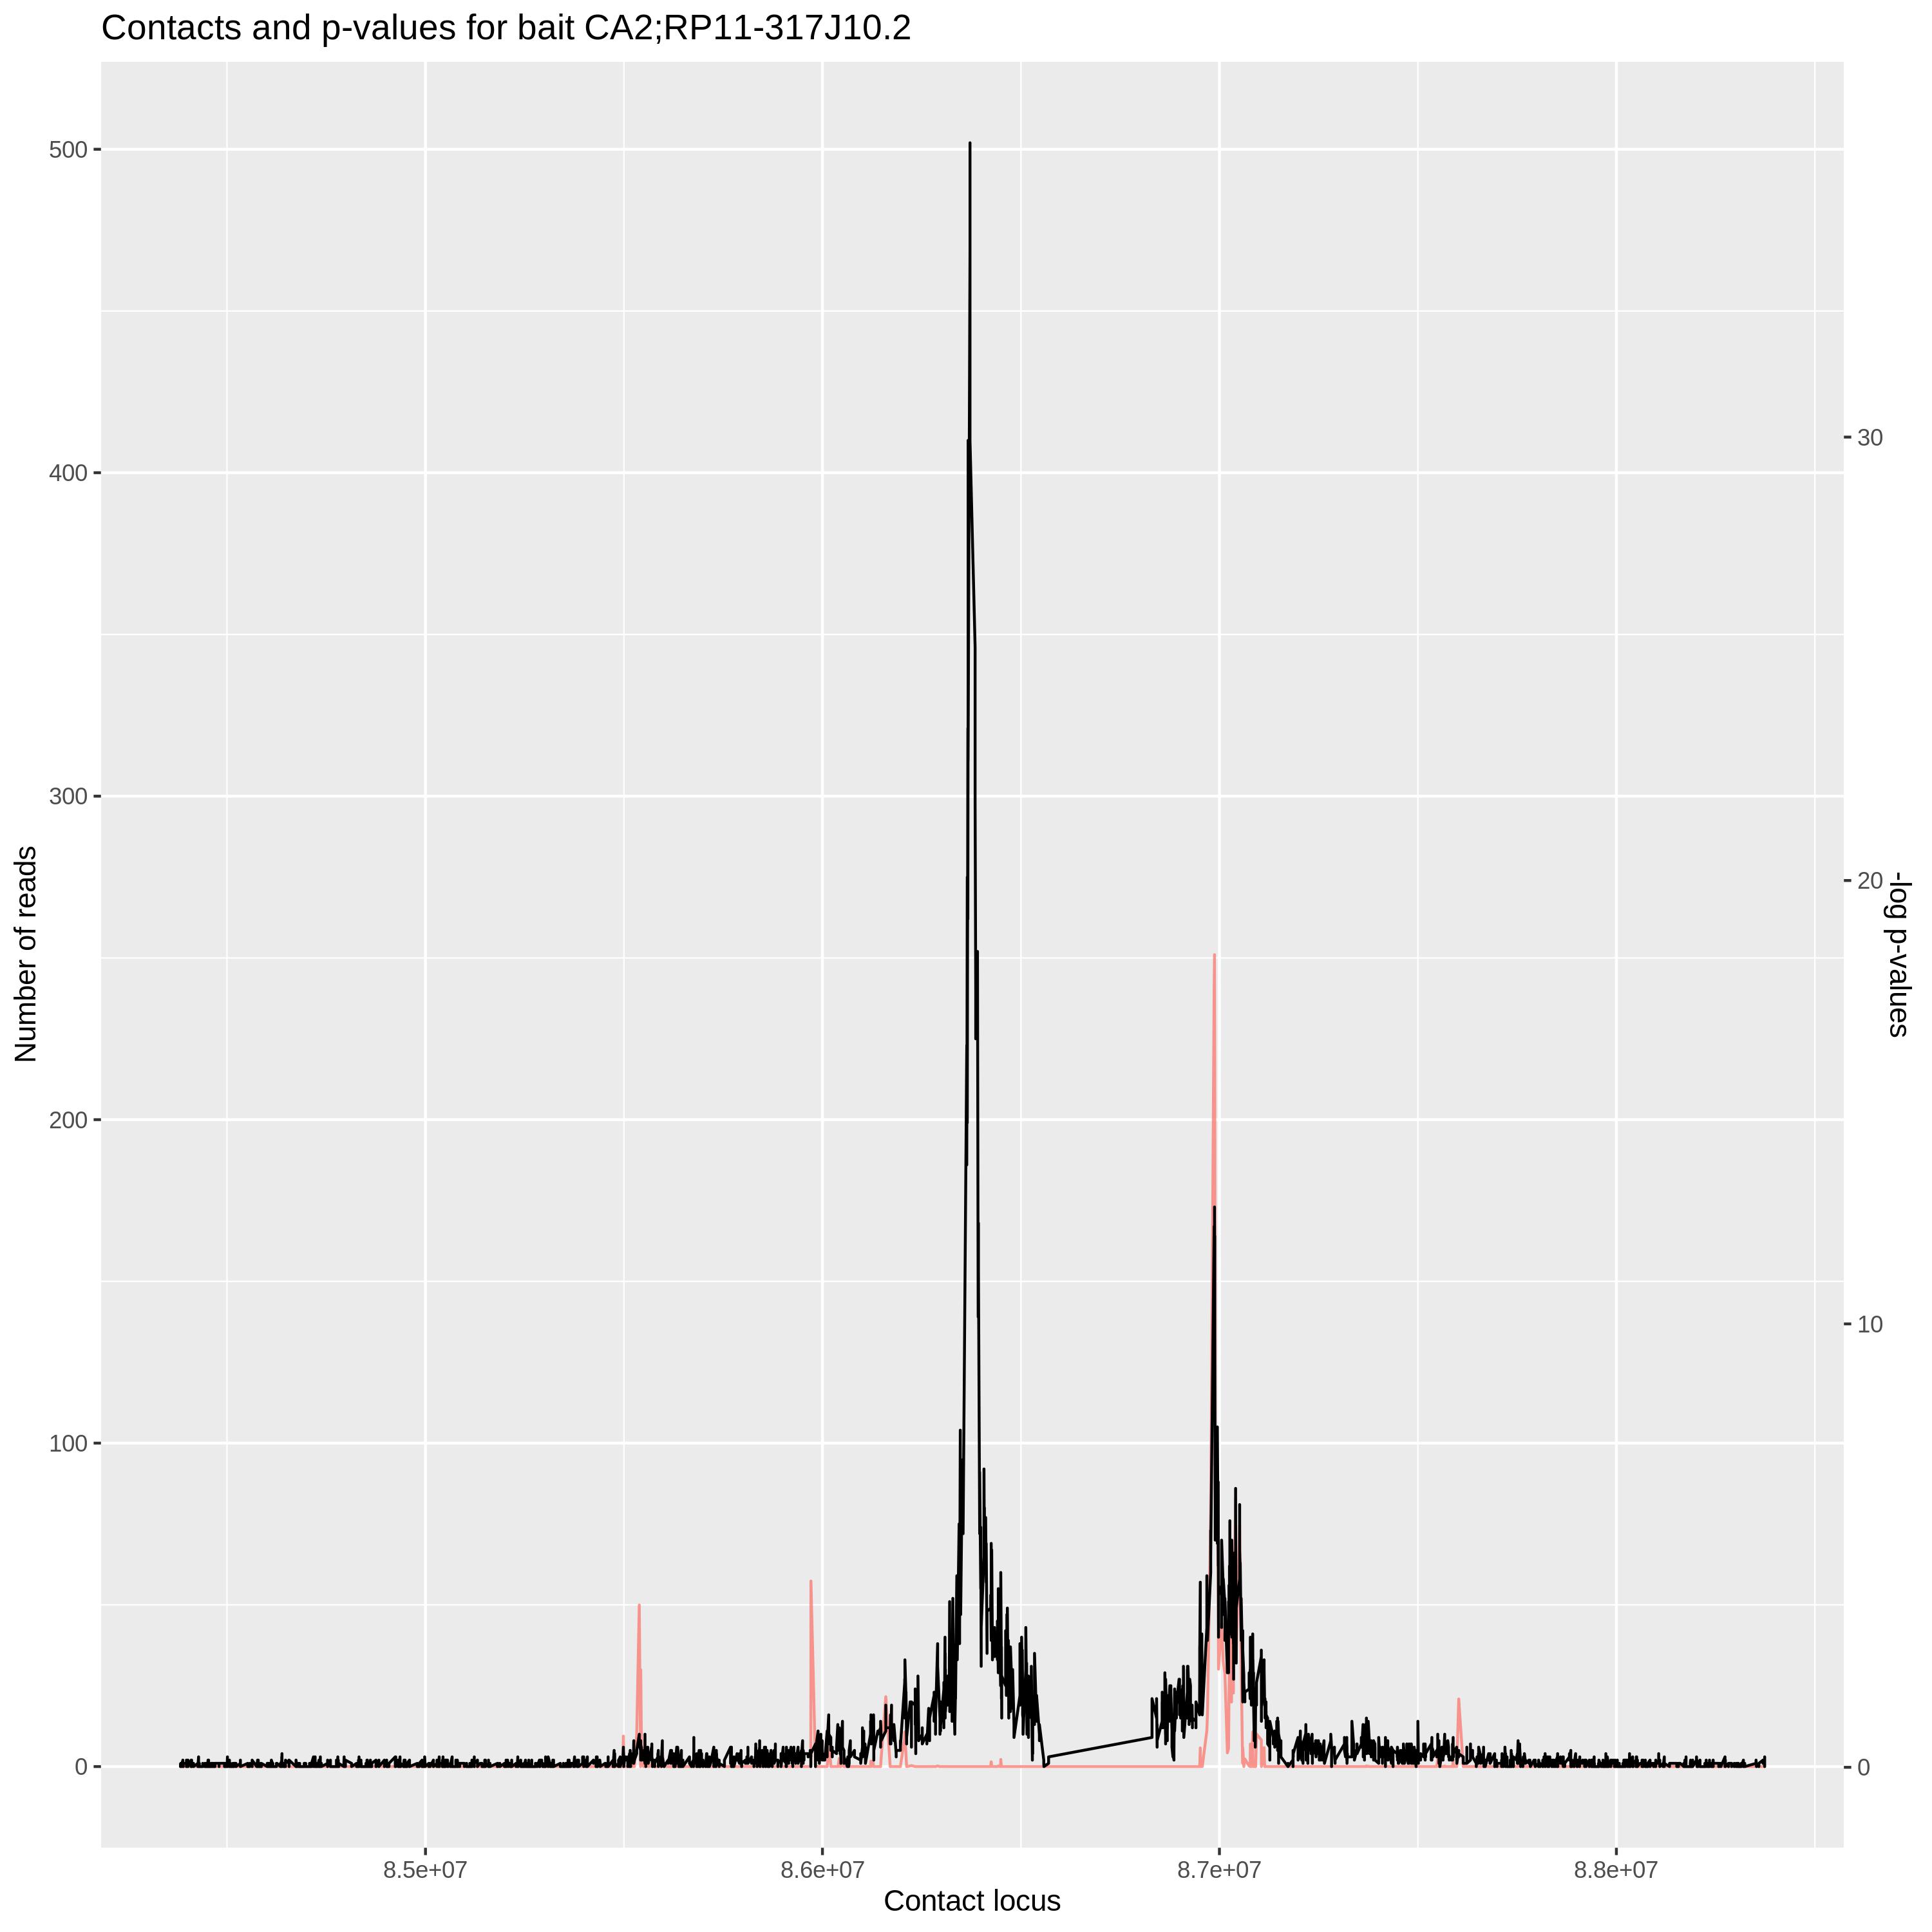 Contacts and p-values for bait CA2;RP11-317J10.2
500
400
300
200
100
0
Number of reads
30
20
10
0
-log p-values
8.5e+07
8.6e+07
8.7e+07
8.8e+07
Contact locus